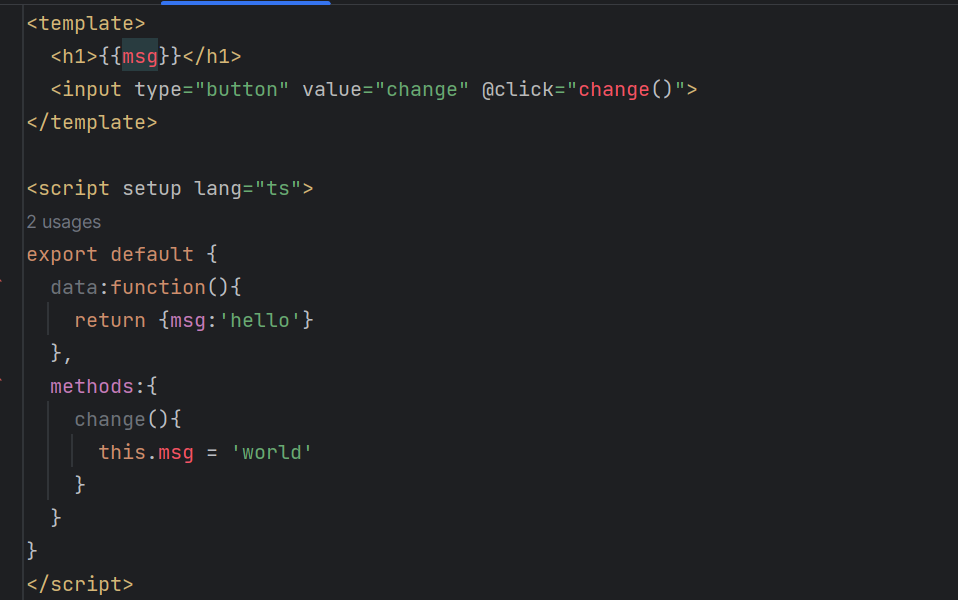 <template>
  <h1>{{msg}}</h1>
  <input type="button" value="change" @click="change()">
</template>

<script setup lang="ts">
2 usages
export default {
  data:function(){
    return {msg:'hello'}
  },
  methods:{
    change(){
      this.msg = 'world'
    }
  }
}
</script>